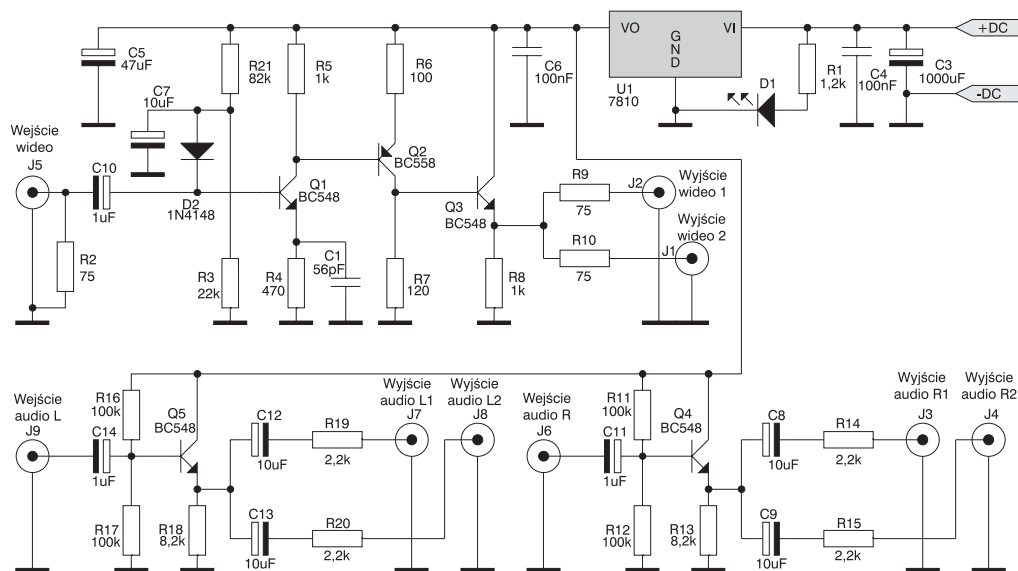 C5
47uF
C7
10uF
R21
82k
R5
1k
R6
100
C6
100nF
VO
GND
VI
U1
7810
D1
R1
1,2k
C4
100nF
C3
1000uF
+DC
-DC
Wejście
wideo
J5
C10
1uF
D2
1N4148
Q1
BC548
Q2
BC558
Q3
BC548
R9
75
J2
Wyjście
wideo 1
R10
75
J1
Wyjście
wideo 2
R2
75
R3
22k
R4
470
C1
56pF
R7
120
R8
1k
Wejście
audio L
J9
C14
1uF
R16
100k
Q5
BC548
C12
10uF
R19
2,2k
Wyjście
audio L1
J7
Wyjście
audio L2
J8
R17
100k
R18
8,2k
C13
10uF
R20
2,2k
Wejście
audio R
J6
C11
1uF
R11
100k
Q4
BC548
C8
10uF
R14
2,2k
Wyjście
audio R1
J3
Wyjście
audio R2
J4
R12
100k
R13
8,2k
C9
10uF
R15
2,2k